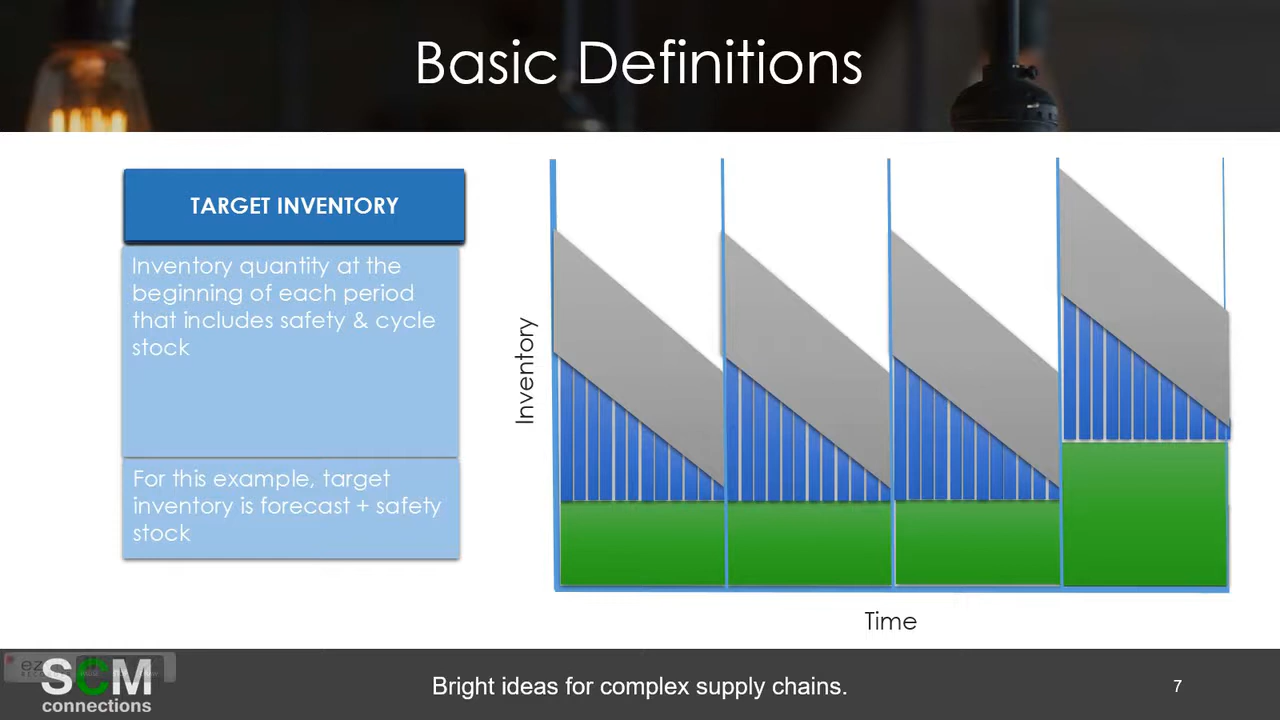 Basic Definitions
TARGET INVENTORY
Inventory quantity at the
beginning of each period
that includes safety & cycle
stock
For this example, target
inventory is forecast + safety
stock
Inventory
Time
SCM
connections
Bright ideas for complex supply chains.
7